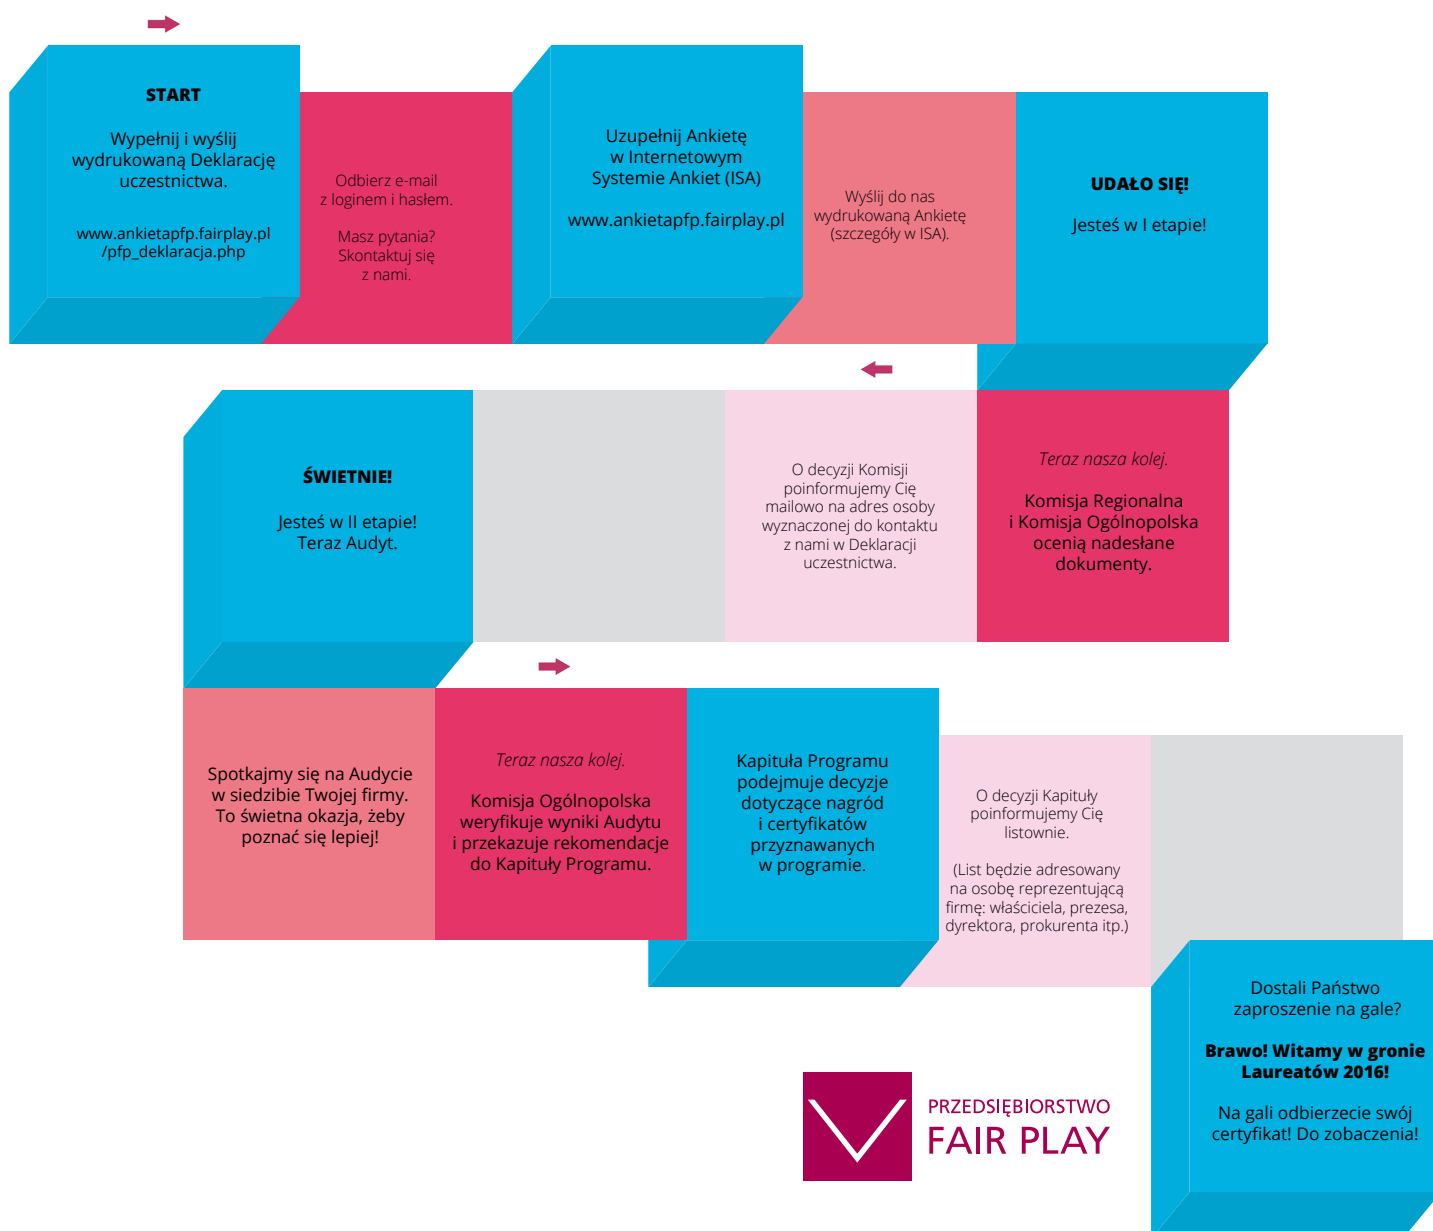 START
Wypełnij i wyślij
wydrukowaną Deklarację
uczestnictwa.
www.ankietapfp.fairplay.pl
/pfp_deklaracja.php
Odbierz e-mail
z loginem i hasłem.
Masz pytania?
Skontaktuj się
z nami.
Uzupełnij Ankietę
w Internetowym
Systemie Ankiet (ISA)
www.ankietapfp.fairplay.pl
Wyślij do nas
wydrukowaną Ankietę
(szczegóły w ISA).
UDAŁO SIĘ!
Jesteś w I etapie!
Teraz nasza kolej.
Komisja Regionalna
i Komisja Ogólnopolska
ocenią nadesłane
dokumenty.
O decyzji Komisji
poinformujemy Cię
mailowo na adres osoby
wyznaczonej do kontaktu
z nami w Deklaracji
uczestnictwa.
ŚWIETNIE!
Jesteś w II etapie!
Teraz Audyt.
Spotkajmy się na Audycie
w siedzibie Twojej firmy.
To świetna okazja, żeby
poznać się lepiej!
Teraz nasza kolej.
Komisja Ogólnopolska
weryfikuje wyniki Audytu
i przekazuje rekomendacje
do Kapituły Programu.
Kapituła Programu
podejmuje decyzje
dotyczące nagród
i certyfikatów
przyznawanych
w programie.
O decyzji Kapituły
poinformujemy Cię
listownie.
(List będzie adresowany
na osobę reprezentującą
firmę: właściciela, prezesa,
dyrektora, prokurenta itp.)
Dostali Państwo
zaproszenie na gale?
Brawo! Witamy w gronie
Laureatów 2016!
Na gali odbierzecie swój
certyfikat! Do zobaczenia!
PRZEDSIĘBIORSTWO
FAIR PLAY